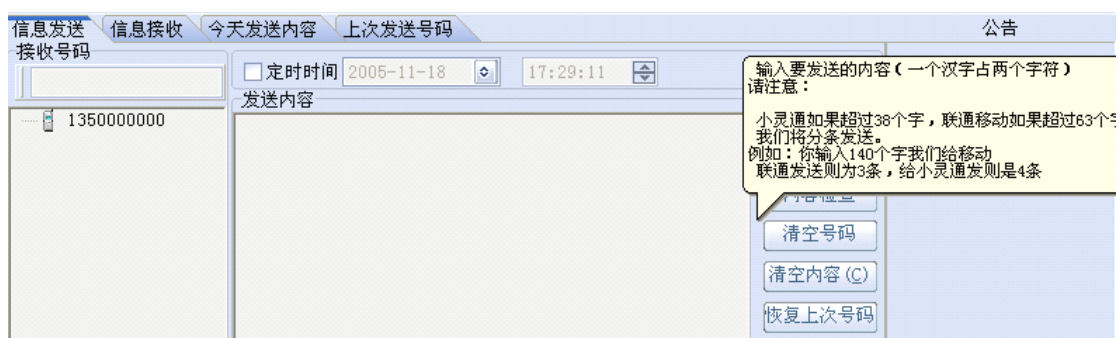 信息发送 信息接收 今天发送内容 上次发送号码 公告
接收号码
定时时间 2005-11-18 17:29:11
发送内容
1350000000
输入要发送的内容(一个汉字占两个字符)
请注意:
小灵通如果超过38个字,联通移动如果超过63个字
我们将分条发送。
例如:你输入140个字我们给移动
联通发送则为3条,给小灵通发则是4条
内容检查
清空号码
清空内容(C)
恢复上次号码